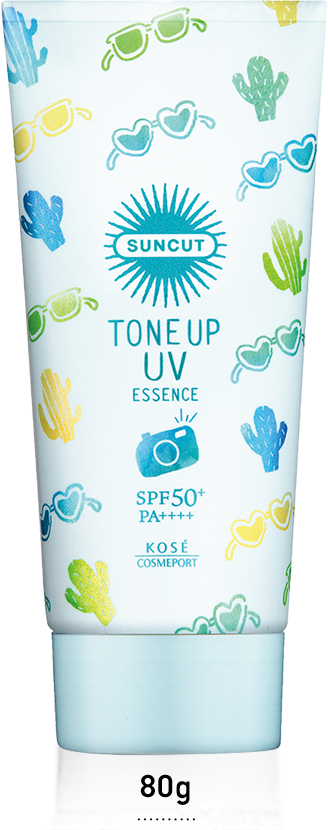 SUNCUT
TONE UP
UV
ESSENCE
SPF50+
PA++++
KOSÉ
COSMEPORT
80g